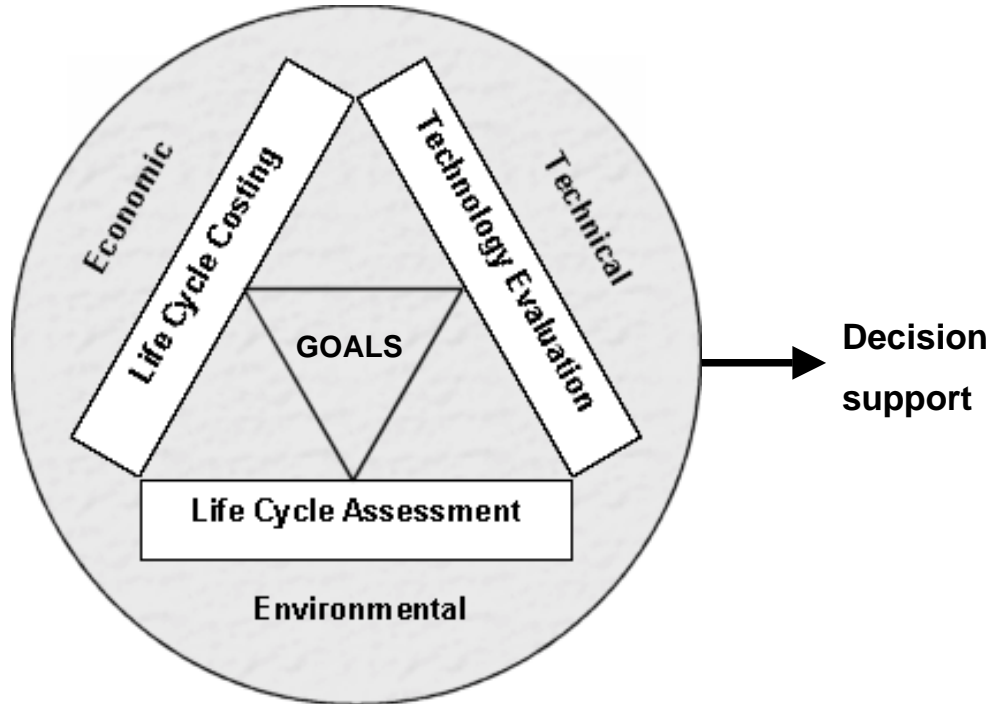 Economic
Life Cycle Costing
Technology Evaluation
Technical
GOALS
Life Cycle Assessment
Environmental
Decision
support